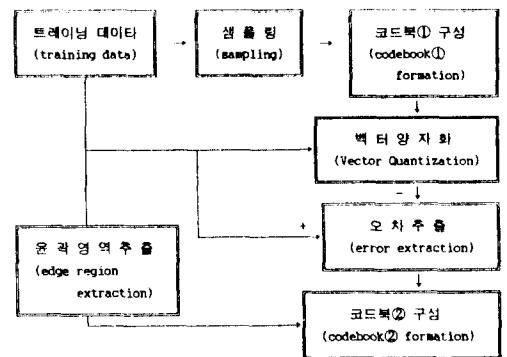 트레이닝 데이타
(training data)
샘 플 링
(sampling)
코드북① 구성
(codebook①
formation)
벡 터 양 자 화
(Vector Quantization)
−
오 차 추 출
(error extraction)
+
윤 곽 영 역 추 출
(edge region
extraction)
코드북② 구성
(codebook② formation)